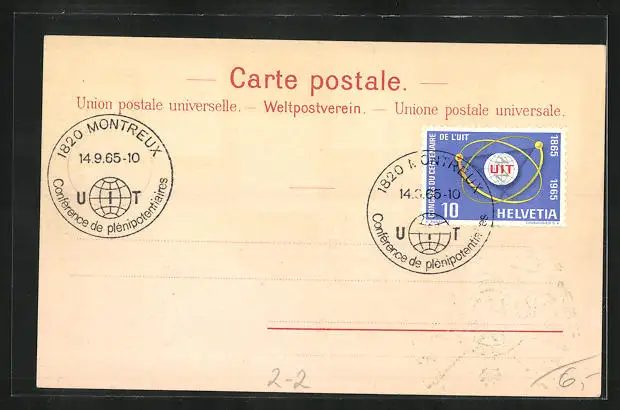 — Carte postale. —
Union postale universelle. — Weltpostverein. — Unione postale universale.
1820 MONTREUX
14.9.65-10
U I T
Conférence de plénipotentiaires
1820 MONTREUX
14.9.65-10
U I T
Conférence de plénipotentiaires
CONGRÈS DU CENTENAIRE
DE L'UIT
1865 1965
UIT
10 HELVETIA
2-2
6,-